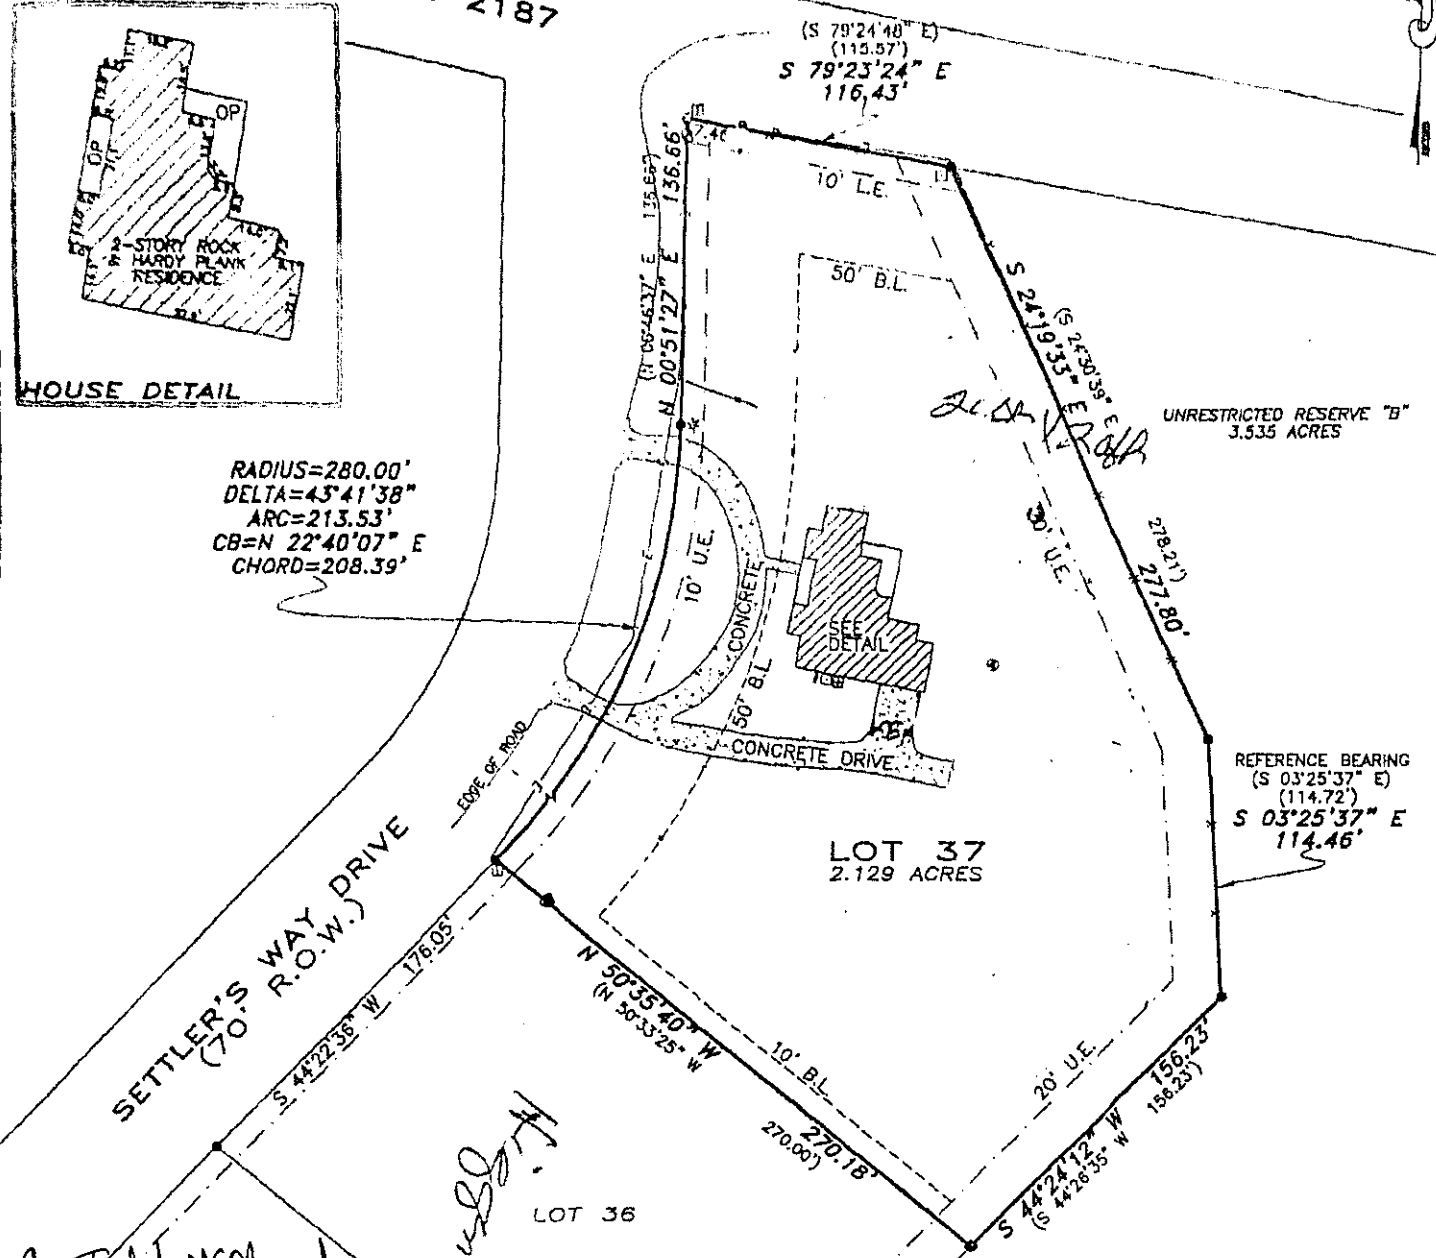 2187
(S 79°24'48" E)
(115.57')
S 79°23'24" E
116.43'
OP
OP
2-STORY ROCK
HARDY PLANK
RESIDENCE
HOUSE DETAIL
136.66'
N 00°51'27" E
10' L.E.
50' B.L.
S 24°19'33" E
(S 24°30'39" E
278.21')
277.80'
UNRESTRICTED RESERVE "B"
3.535 ACRES
RADIUS=280.00'
DELTA=43°41'38"
ARC=213.53'
CB=N 22°40'07" E
CHORD=208.39'
10' U.E.
30' U.E.
CONCRETE
SEE
DETAIL
50' B.L.
CONCRETE DRIVE
EDGE OF ROAD
REFERENCE BEARING
(S 03°25'37" E)
(114.72')
S 03°25'37" E
114.46'
LOT 37
2.129 ACRES
SETTLER'S WAY DRIVE
(70' R.O.W.)
S 44°22'36" W 176.05'
N 50°35'40" W
(N 50°33'25" W
10' B.L.
270.18'
270.00')
20' U.E.
156.23'
156.23')
S 44°24'12" W
(S 44°26'35" W
LOT 36